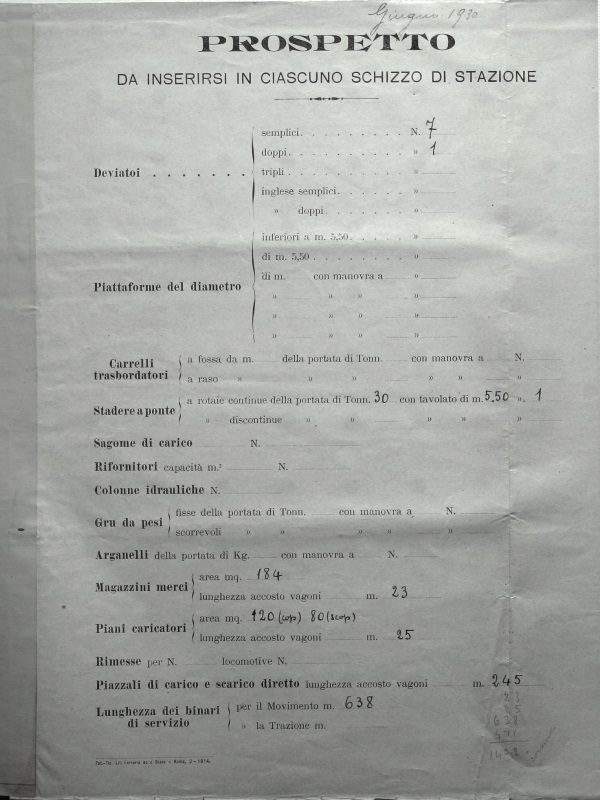 Giugno 1930
PROSPETTO
DA INSERIRSI IN CIASCUNO SCHIZZO DI STAZIONE
Deviatoi . . . . . . .
semplici. . . . . . . . . . N. 7
doppi. . . . . . . . . . . » 1
tripli . . . . . . . . . . . »
inglese semplici. . . . . . . »
» doppi . . . . . . . »
Piattaforme del diametro
inferiori a m. 5,50 . . . . . »
di m. 5,50 . . . . . . . . »
di m. con manovra a »
» » » »
» » » »
» » » »
Carrelli trasbordatori
a fossa da m. della portata di Tonn. con manovra a N.
a raso » » » » » »
Stadere a ponte
a rotaie continue della portata di Tonn. 30 con tavolato di m. 5.50 ». 1
» discontinue » » » » »
Sagome di carico N.
Rifornitori capacità m.³ N.
Colonne idrauliche N.
Gru da pesi
fisse della portata di Tonn. con manovra a N.
scorrevoli » » » » »
Arganelli della portata di Kg. con manovra a N.
Magazzini merci
area mq. 184
lunghezza accosto vagoni m. 23
Piani caricatori
area mq. 120 (cop) 80 (scop)
lunghezza accosto vagoni m. 25
Rimesse per N. locomotive N.
Piazzali di carico e scarico diretto lunghezza accosto vagoni m. 245
Lunghezza dei binari di servizio
per il Movimento m. 638
» la Trazione m.
23
25
638